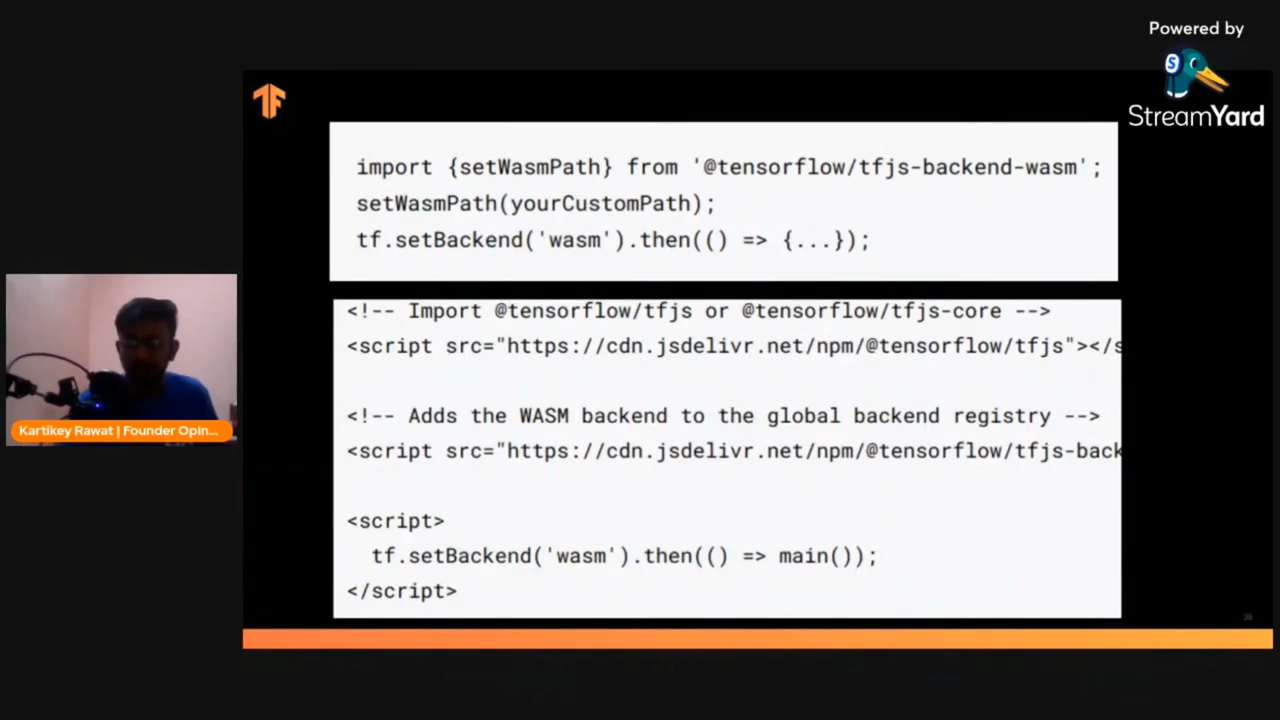 Powered by
StreamYard
import {setWasmPath} from '@tensorflow/tfjs-backend-wasm';
setWasmPath(yourCustomPath);
tf.setBackend('wasm').then(() => {...});
<!-- Import @tensorflow/tfjs or @tensorflow/tfjs-core -->
<script src="https://cdn.jsdelivr.net/npm/@tensorflow/tfjs"></s
<!-- Adds the WASM backend to the global backend registry -->
<script src="https://cdn.jsdelivr.net/npm/@tensorflow/tfjs-back
<script>
tf.setBackend('wasm').then(() => main());
</script>
Kartikey Rawat | Founder OpIn...